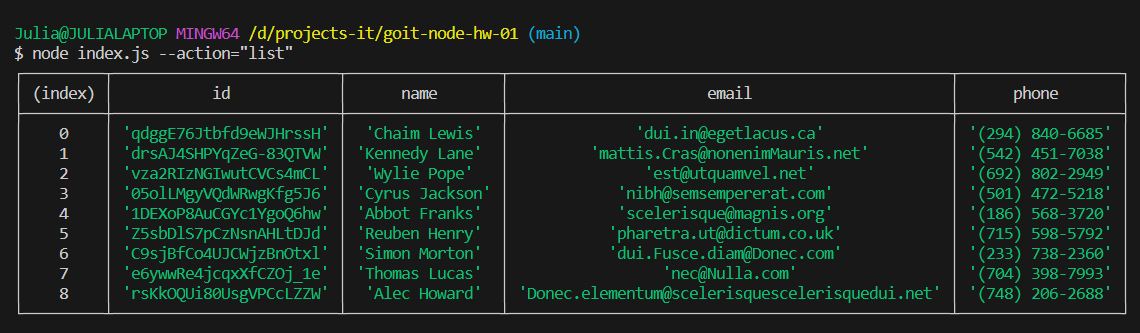 Julia@JULIALAPTOP MINGW64 /d/projects-it/goit-node-hw-01 (main)
$ node index.js --action="list"
(index) id name email phone
0 'qdggE76Jtbfd9eWJHrssH' 'Chaim Lewis' 'dui.in@egetlacus.ca' '(294) 840-6685'
1 'drsAJ4SHPYqZeG-83QTVW' 'Kennedy Lane' 'mattis.Cras@nonenimMauris.net' '(542) 451-7038'
2 'vza2RIzNGIwutCVCs4mCL' 'Wylie Pope' 'est@utquamvel.net' '(692) 802-2949'
3 '05olLMgyVQdWRwgKfg5J6' 'Cyrus Jackson' 'nibh@semsempererat.com' '(501) 472-5218'
4 '1DEXoP8AuCGYc1YgoQ6hw' 'Abbot Franks' 'scelerisque@magnis.org' '(186) 568-3720'
5 'Z5sbDlS7pCzNsnAHLtDJd' 'Reuben Henry' 'pharetra.ut@dictum.co.uk' '(715) 598-5792'
6 'C9sjBfCo4UJCWjzBnOtxl' 'Simon Morton' 'dui.Fusce.diam@Donec.com' '(233) 738-2360'
7 'e6ywwRe4jcqxXfCZOj_1e' 'Thomas Lucas' 'nec@Nulla.com' '(704) 398-7993'
8 'rsKkOQUi80UsgVPCcLZZW' 'Alec Howard' 'Donec.elementum@scelerisquescelerisquedui.net' '(748) 206-2688'